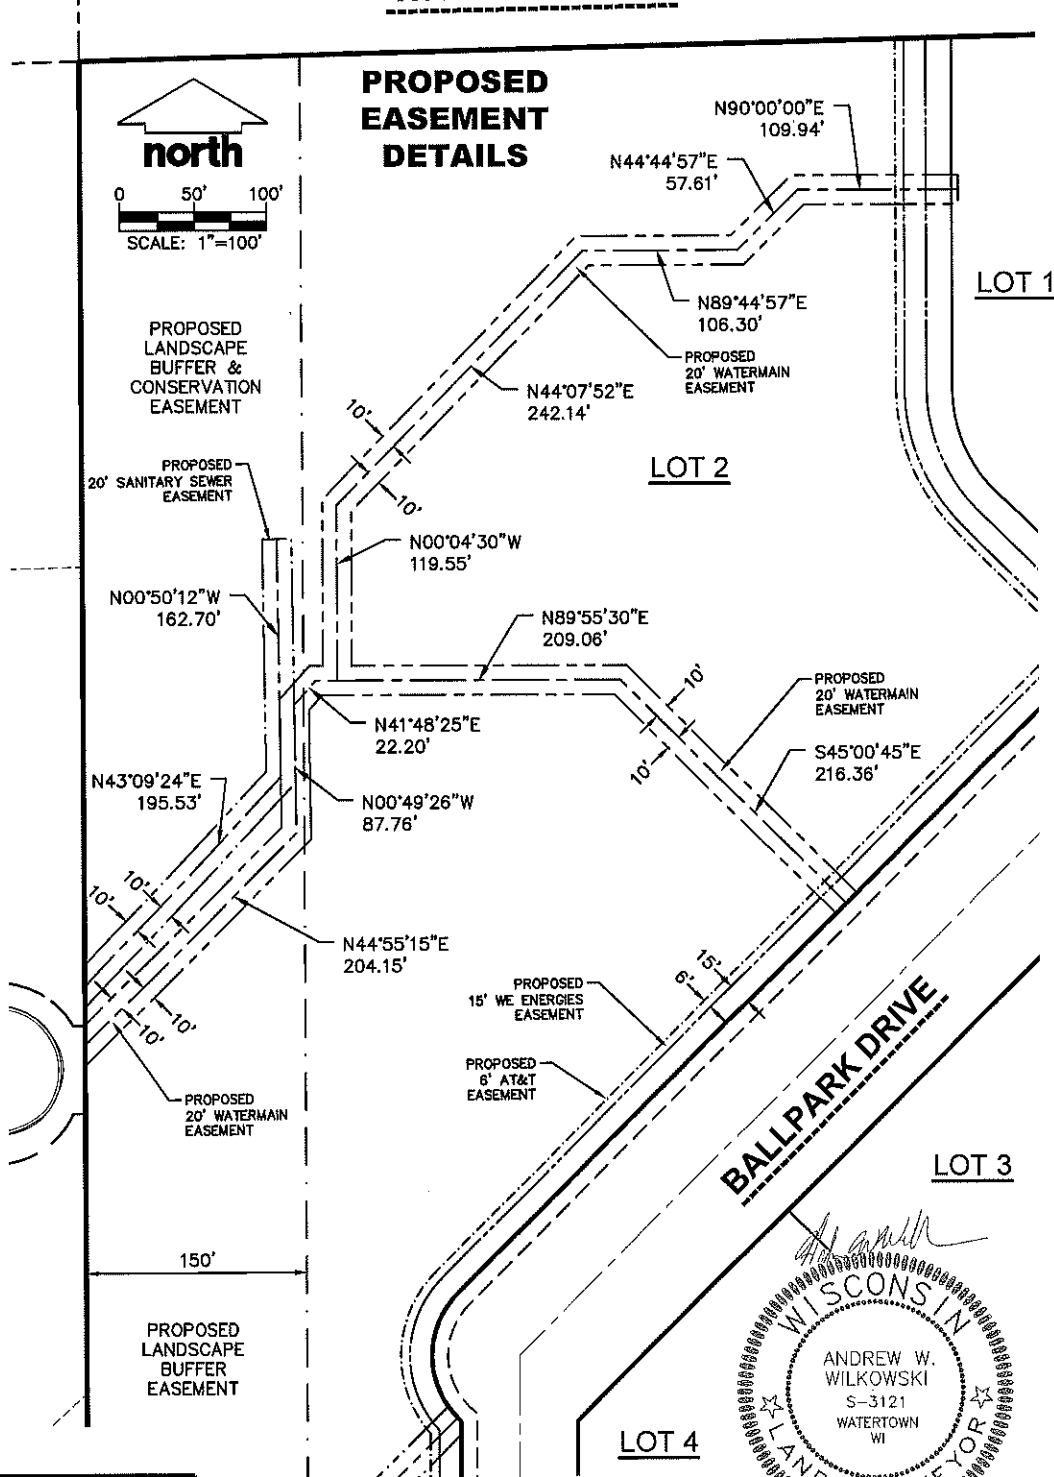 PROPOSED
EASEMENT
DETAILS
north
0 50' 100'
SCALE: 1"=100'
N90°00'00"E
109.94'
N44°44'57"E
57.61'
LOT 1
N89°44'57"E
106.30'
PROPOSED
LANDSCAPE
BUFFER &
CONSERVATION
EASEMENT
PROPOSED
20' WATERMAIN
EASEMENT
N44°07'52"E
242.14'
10'
10'
LOT 2
PROPOSED
20' SANITARY SEWER
EASEMENT
N00°04'30"W
119.55'
N00°50'12"W
162.70'
N89°55'30"E
209.06'
10'
10'
PROPOSED
20' WATERMAIN
EASEMENT
N41°48'25"E
22.20'
S45°00'45"E
216.36'
N43°09'24"E
195.53'
N00°49'26"W
87.76'
10'
10'
N44°55'15"E
204.15'
15'
6'
PROPOSED
15' WE ENERGIES
EASEMENT
10'
10'
PROPOSED
6' AT&T
EASEMENT
BALLPARK DRIVE
PROPOSED
20' WATERMAIN
EASEMENT
LOT 3
150'
PROPOSED
LANDSCAPE
BUFFER
EASEMENT
WISCONSIN
ANDREW W.
WILKOWSKI
S-3121
WATERTOWN
WI
LOT 4